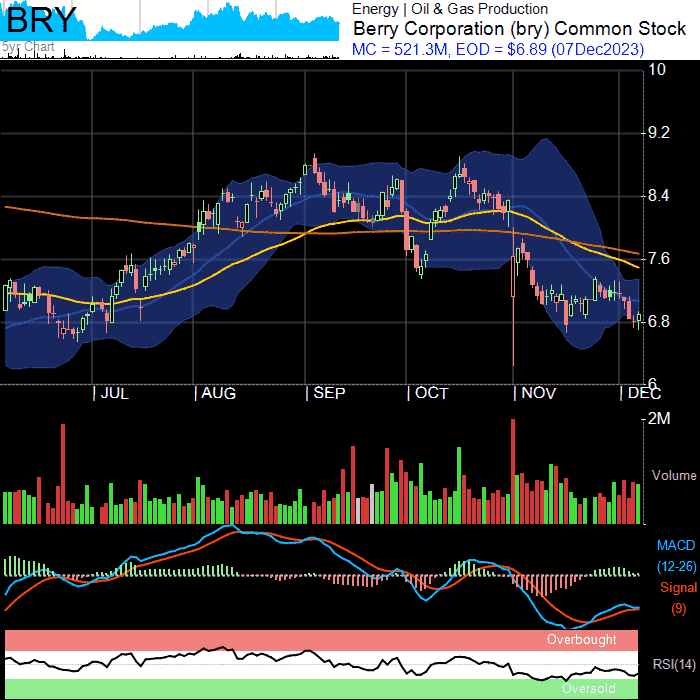 BRY
5yr Chart
Energy | Oil & Gas Production
Berry Corporation (bry) Common Stock
MC = 521.3M, EOD = $6.89 (07Dec2023)
10
9.2
8.4
7.6
6.8
6
JUL AUG SEP OCT NOV DEC
2M
Volume
MACD
(12-26)
Signal
(9)
Overbought
RSI(14)
Oversold